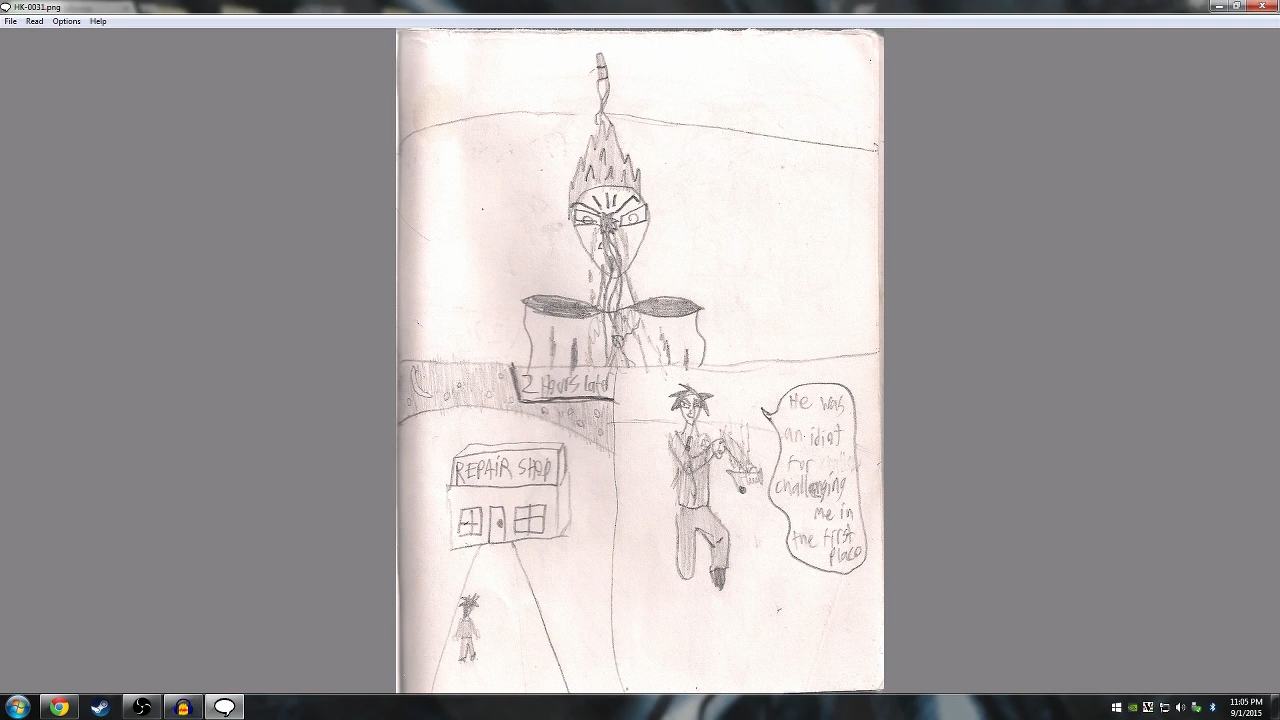 HK-0031.png
File Read Options Help
2 Hours late
REPAIR SHOP
He was
an idiot
for
challenging
me in
the first
place
11:05 PM
9/1/2015